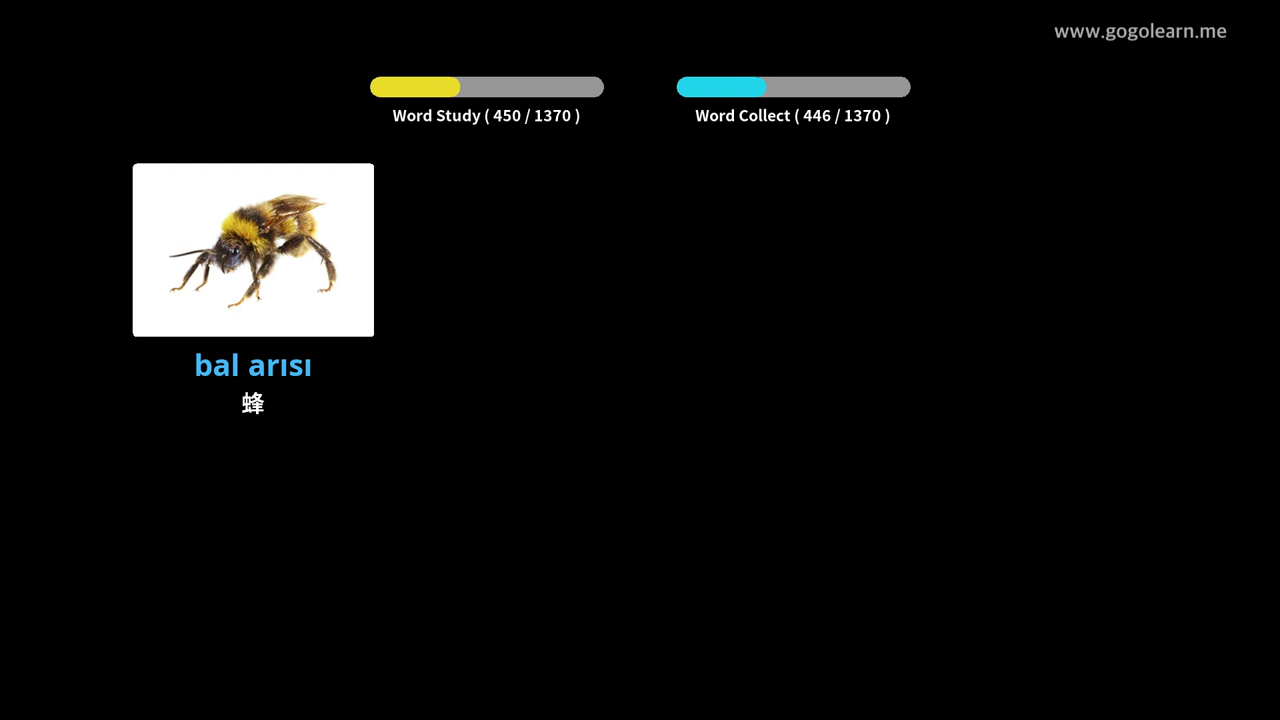 www.gogolearn.me
Word Study ( 450 / 1370 )
Word Collect ( 446 / 1370 )
bal arısı
蜂